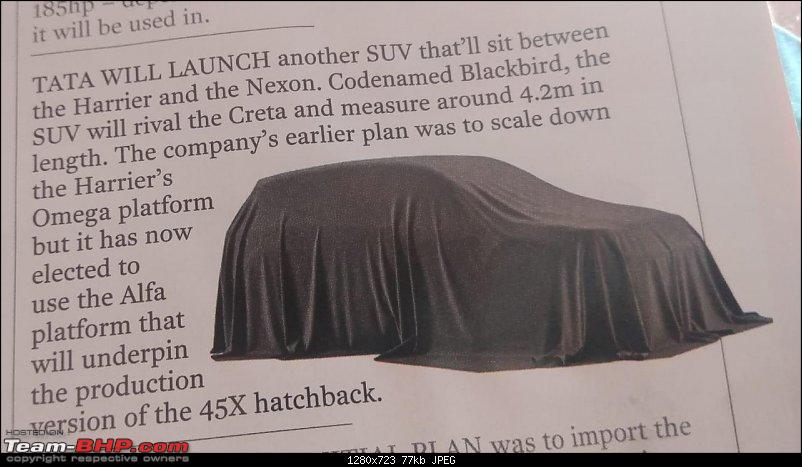 185hp –
it will be used in.
TATA WILL LAUNCH another SUV that'll sit between
the Harrier and the Nexon. Codenamed Blackbird, the
SUV will rival the Creta and measure around 4.2m in
length. The company's earlier plan was to scale down
the Harrier's
Omega platform
but it has now
elected to
use the Alfa
platform that
will underpin
the production
version of the 45X hatchback.
PLAN was to import the
HOSTED ON
Team-BHP.com
copyright respective owners
1280x723 77kb JPEG